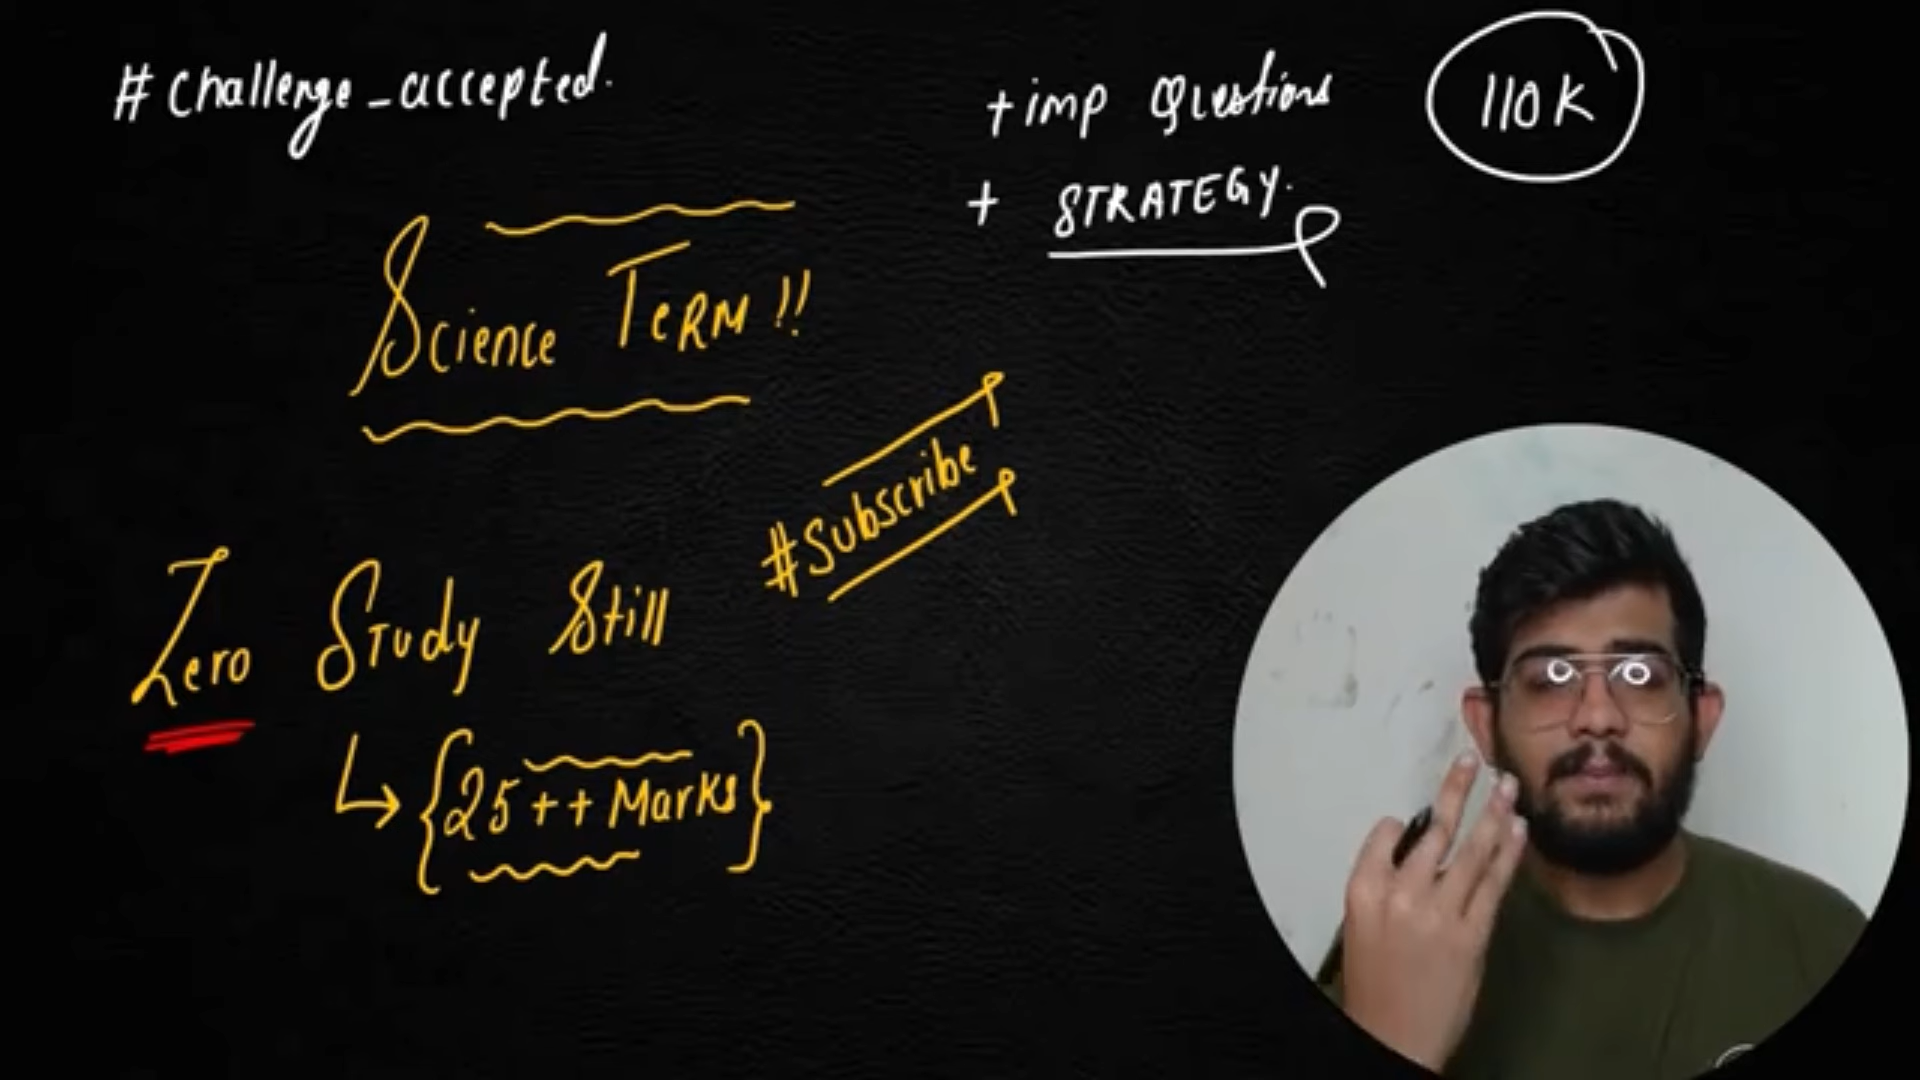 #challenge_accepted.
+ imp Questions
110K
+ STRATEGY.
Science TeRM !!
#Subscribe
Zero Study Still
{25++ Marks}